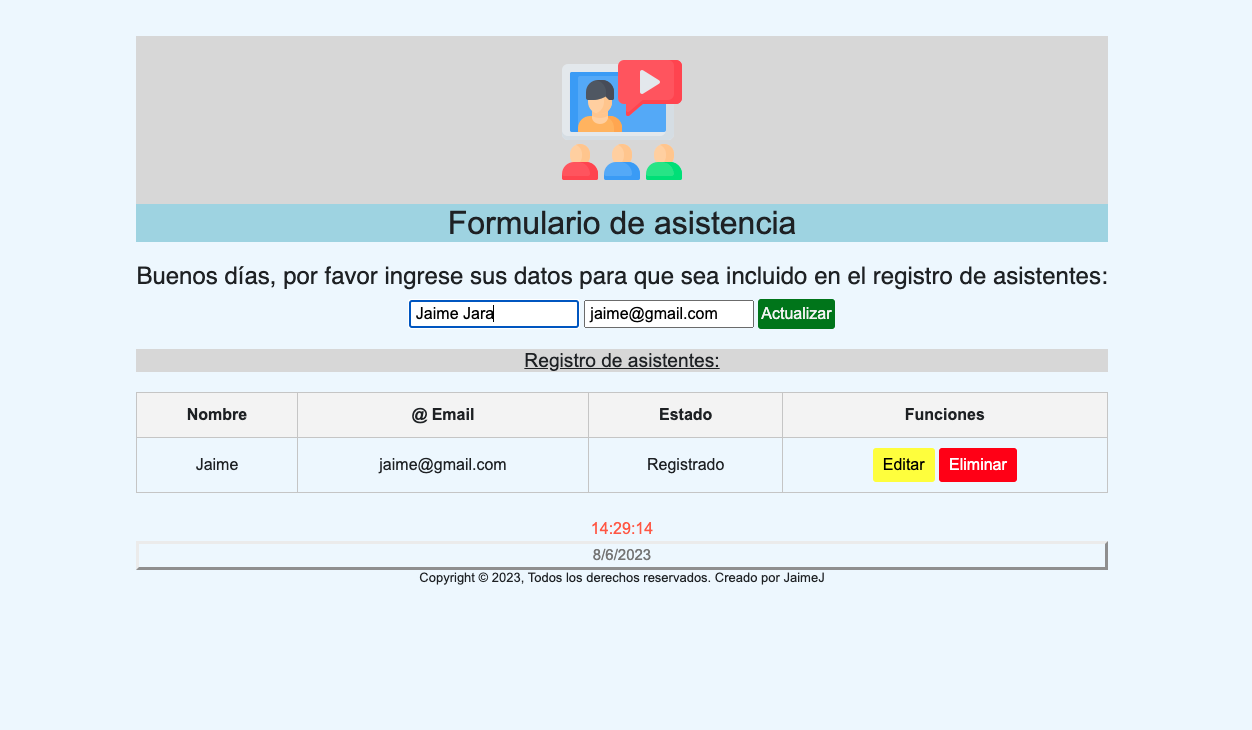 Formulario de asistencia
Buenos días, por favor ingrese sus datos para que sea incluido en el registro de asistentes:
Jaime Jara jaime@gmail.com Actualizar
Registro de asistentes:
Nombre @ Email Estado Funciones
Jaime jaime@gmail.com Registrado Editar Eliminar
14:29:14
8/6/2023
Copyright © 2023, Todos los derechos reservados. Creado por JaimeJ